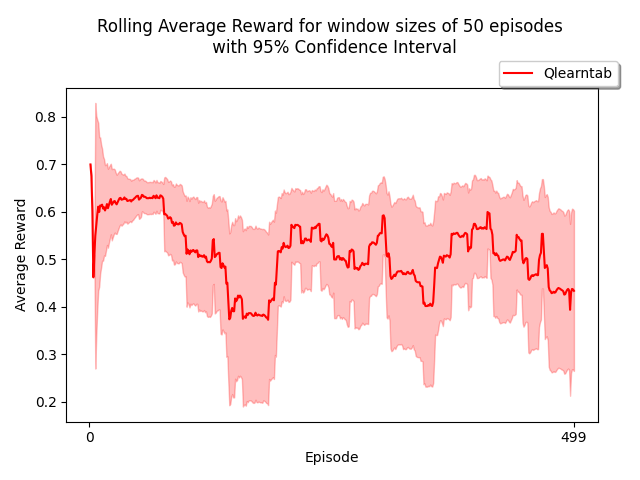 Rolling Average Reward for window sizes of 50 episodes
with 95% Confidence Interval
Qlearntab
0.8
0.7
0.6
0.5
0.4
0.3
0.2
Average Reward
0
499
Episode